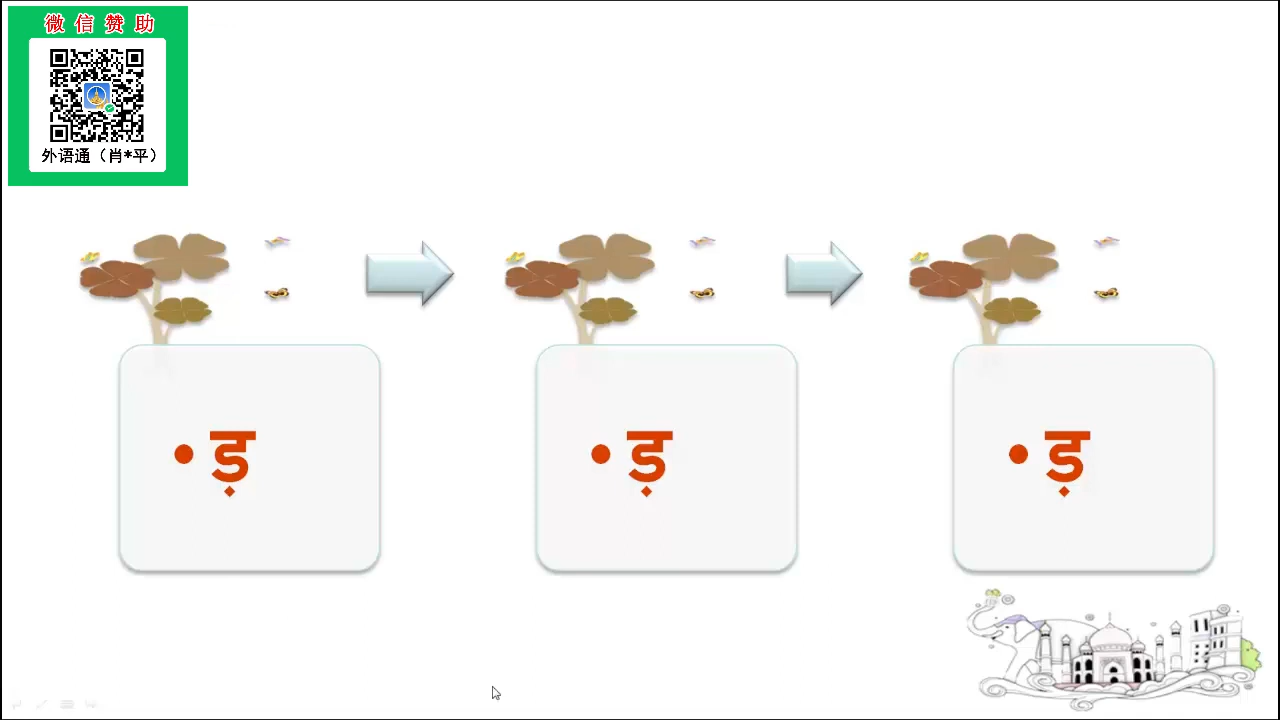 微信赞助
外语通（肖*平）
• ड़
• ड़
• ड़